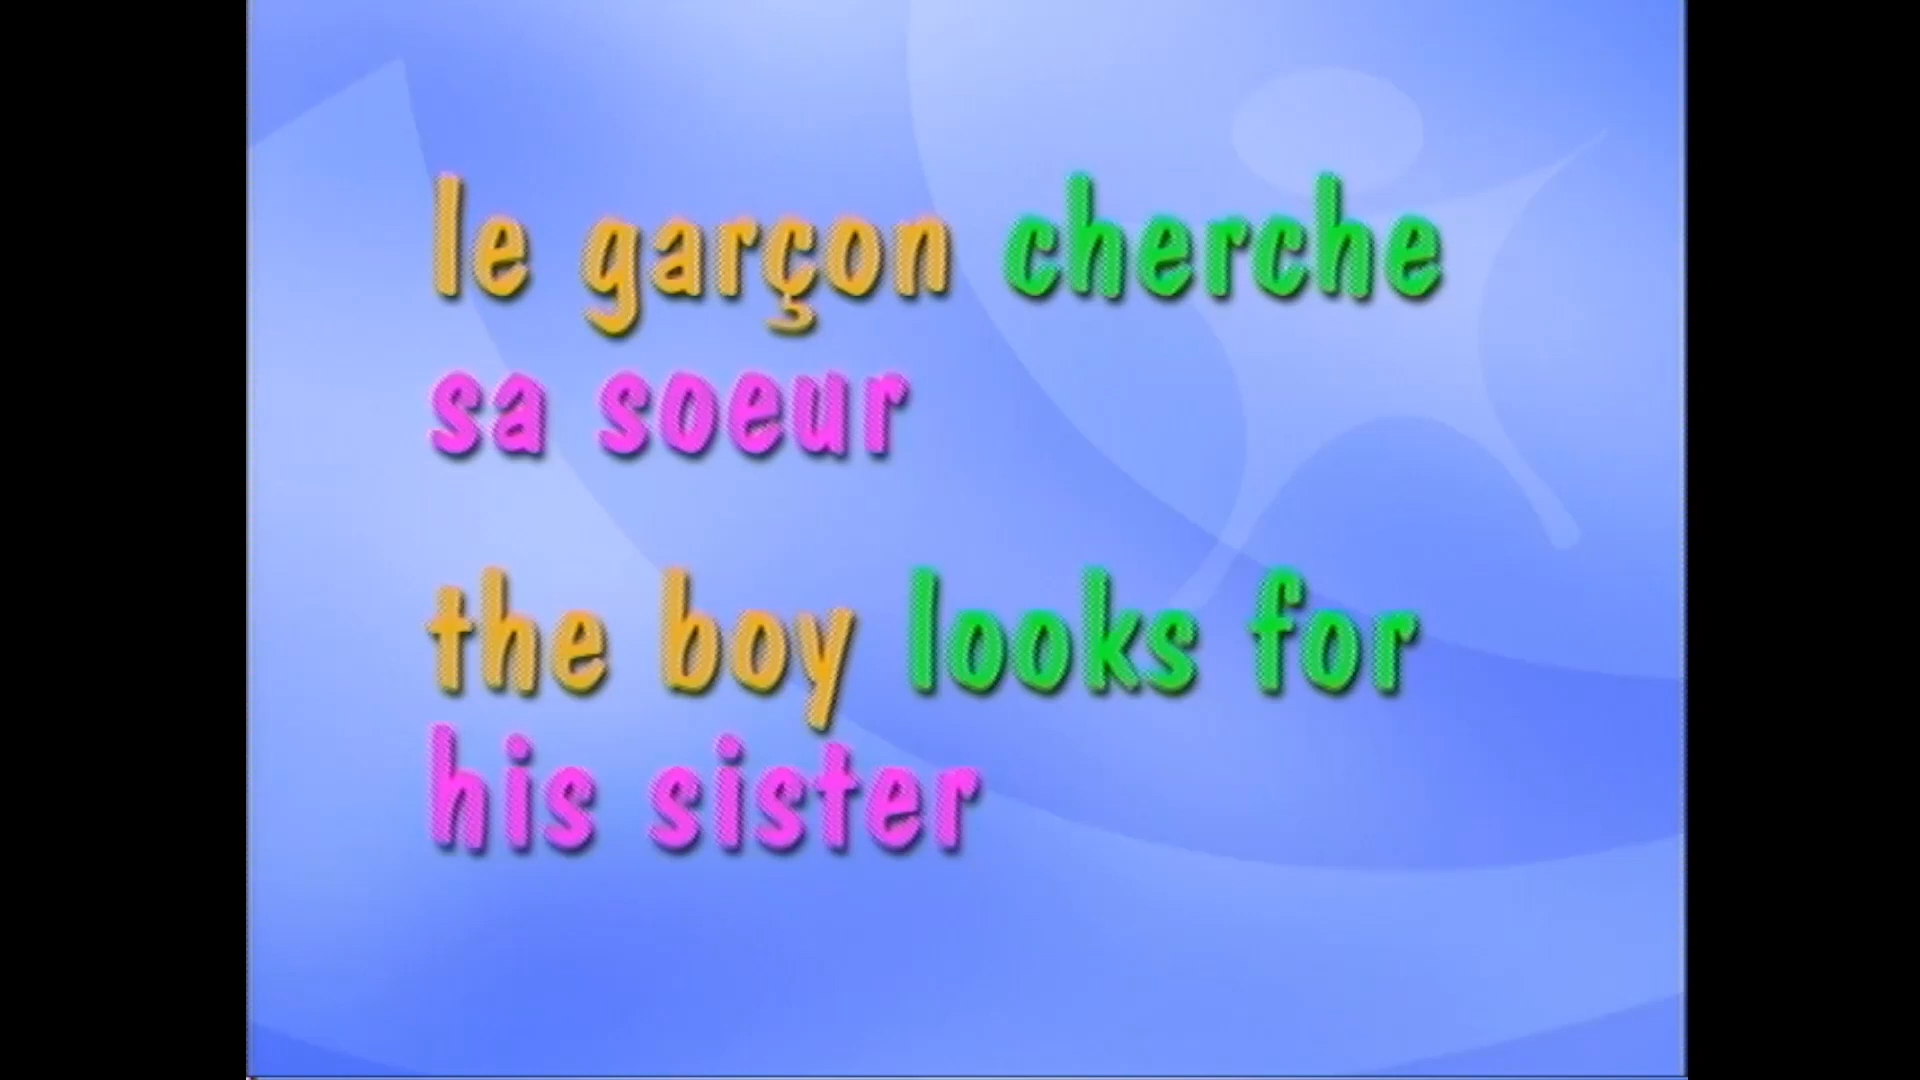 le garçon cherche
sa soeur
the boy looks for
his sister